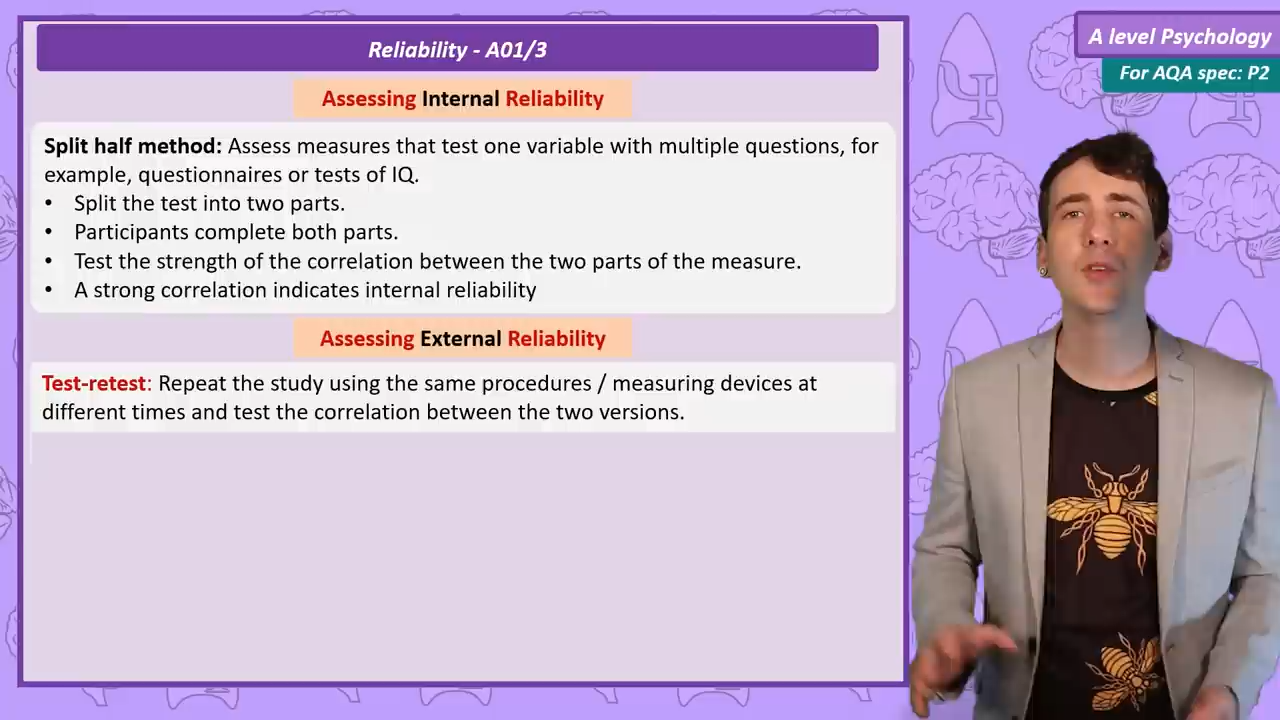 Reliability - A01/3
A level Psychology
For AQA spec: P2
Assessing Internal Reliability
Split half method: Assess measures that test one variable with multiple questions, for
example, questionnaires or tests of IQ.
• Split the test into two parts.
• Participants complete both parts.
• Test the strength of the correlation between the two parts of the measure.
• A strong correlation indicates internal reliability
Assessing External Reliability
Test-retest: Repeat the study using the same procedures / measuring devices at
different times and test the correlation between the two versions.